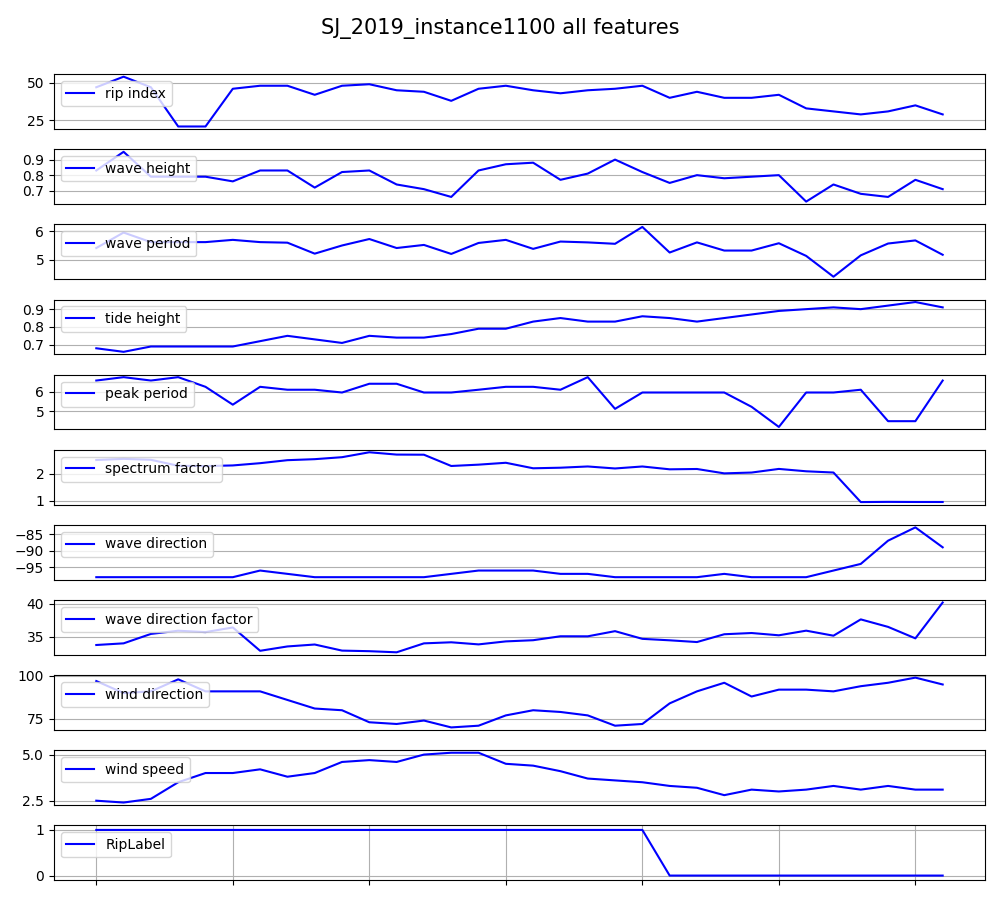 SJ_2019_instance1100 all features
50
25
rip index
0.9
0.8
0.7
wave height
6
5
wave period
0.9
0.8
0.7
tide height
6
5
peak period
2
1
spectrum factor
−85
−90
−95
wave direction
40
35
wave direction factor
100
75
wind direction
5.0
2.5
wind speed
1
0
RipLabel